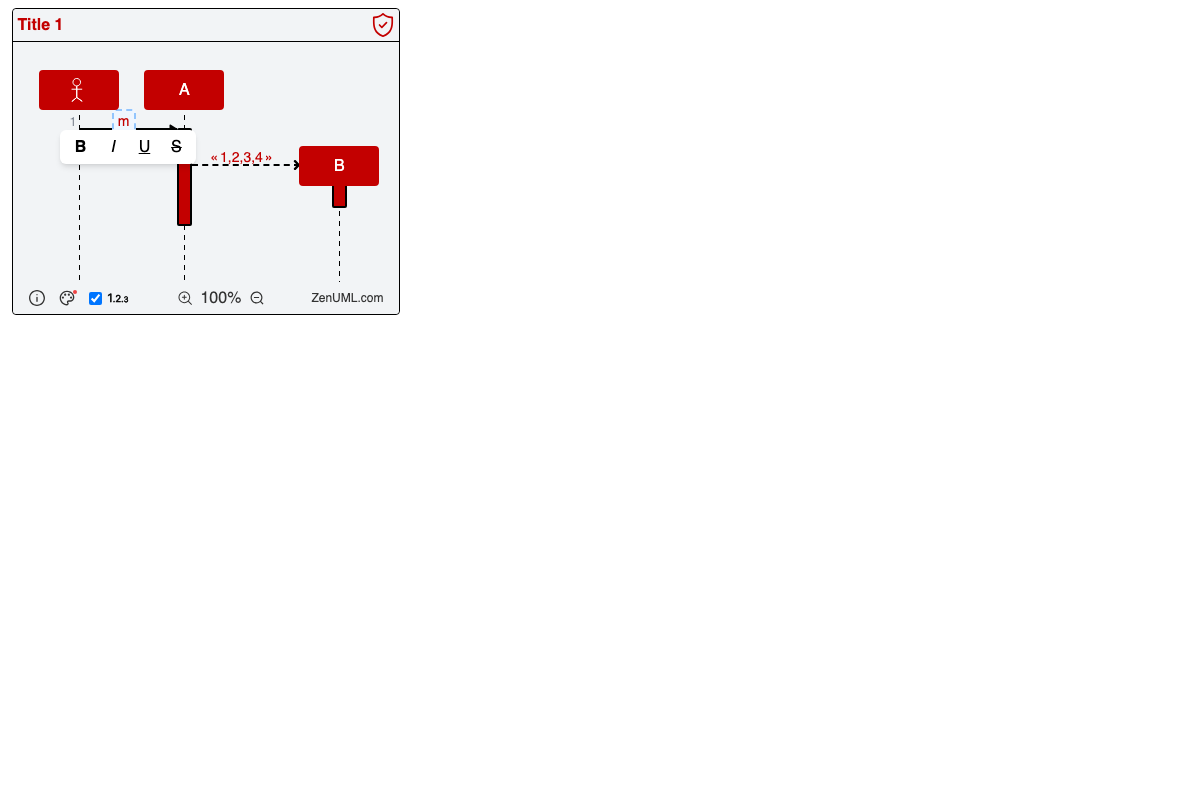 Title 1
A
1
m
B I U S
«1,2,3,4»
B
1.2.3
100%
ZenUML.com